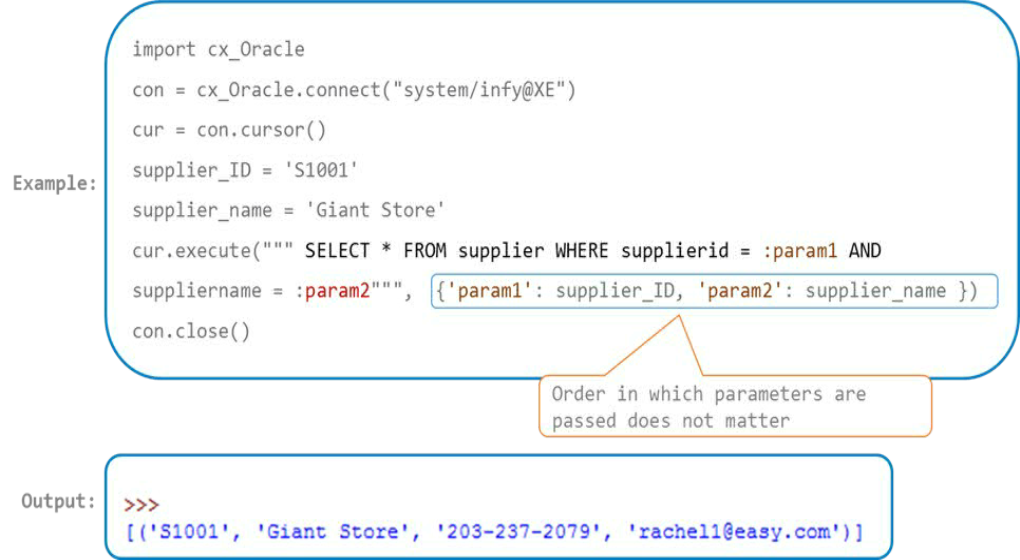 import cx_Oracle
con = cx_Oracle.connect("system/infy@XE")
cur = con.cursor()
supplier_ID = 'S1001'
Example:
supplier_name = 'Giant Store'
cur.execute(""" SELECT * FROM supplier WHERE supplierid = :param1 AND
suppliername = :param2""", {'param1': supplier_ID, 'param2': supplier_name })
con.close()
Order in which parameters are
passed does not matter
Output:
>>>
[('S1001', 'Giant Store', '203-237-2079', 'rachel1@easy.com')]